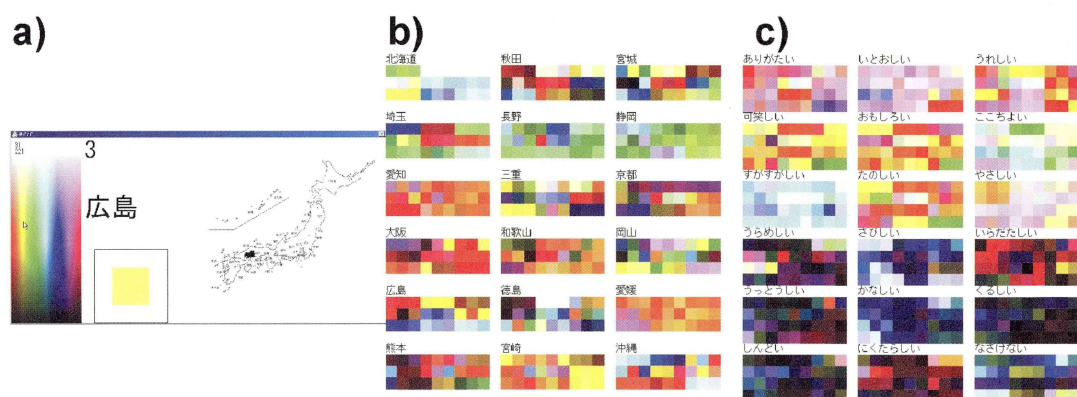 a)
3
広島
b)
北海道 秋田 宮城
埼玉 長野 静岡
愛知 三重 京都
大阪 和歌山 岡山
広島 徳島 愛媛
熊本 宮崎 沖縄
c)
ありがたい いとおしい うれしい
可笑しい おもしろい ここちよい
すがすがしい たのしい やさしい
うらめしい さびしい いらだたしい
うっとうしい かなしい くるしい
しんどい にくたらしい なさけない